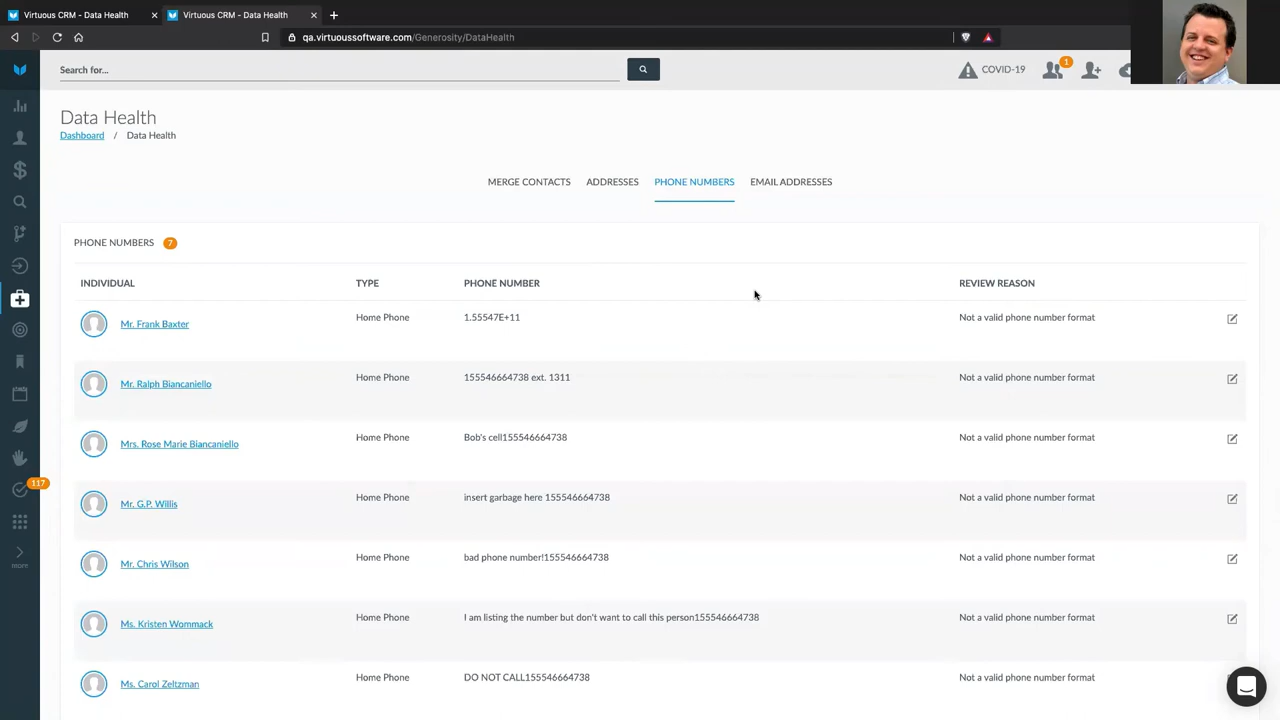 Virtuous CRM - Data Health
Virtuous CRM - Data Health
qa.virtuoussoftware.com/Generosity/DataHealth
Search for...
COVID-19
1
Data Health
Dashboard / Data Health
MERGE CONTACTS ADDRESSES PHONE NUMBERS EMAIL ADDRESSES
PHONE NUMBERS 7
INDIVIDUAL TYPE PHONE NUMBER REVIEW REASON
Mr. Frank Baxter Home Phone 1.55547E+11 Not a valid phone number format
Mr. Ralph Biancaniello Home Phone 155546664738 ext. 1311 Not a valid phone number format
Mrs. Rose Marie Biancaniello Home Phone Bob's cell155546664738 Not a valid phone number format
Mr. G.P. Willis Home Phone insert garbage here 155546664738 Not a valid phone number format
Mr. Chris Wilson Home Phone bad phone number!155546664738 Not a valid phone number format
Ms. Kristen Wommack Home Phone I am listing the number but don't want to call this person155546664738 Not a valid phone number format
Ms. Carol Zeltzman Home Phone DO NOT CALL155546664738 Not a valid phone number format
117
more